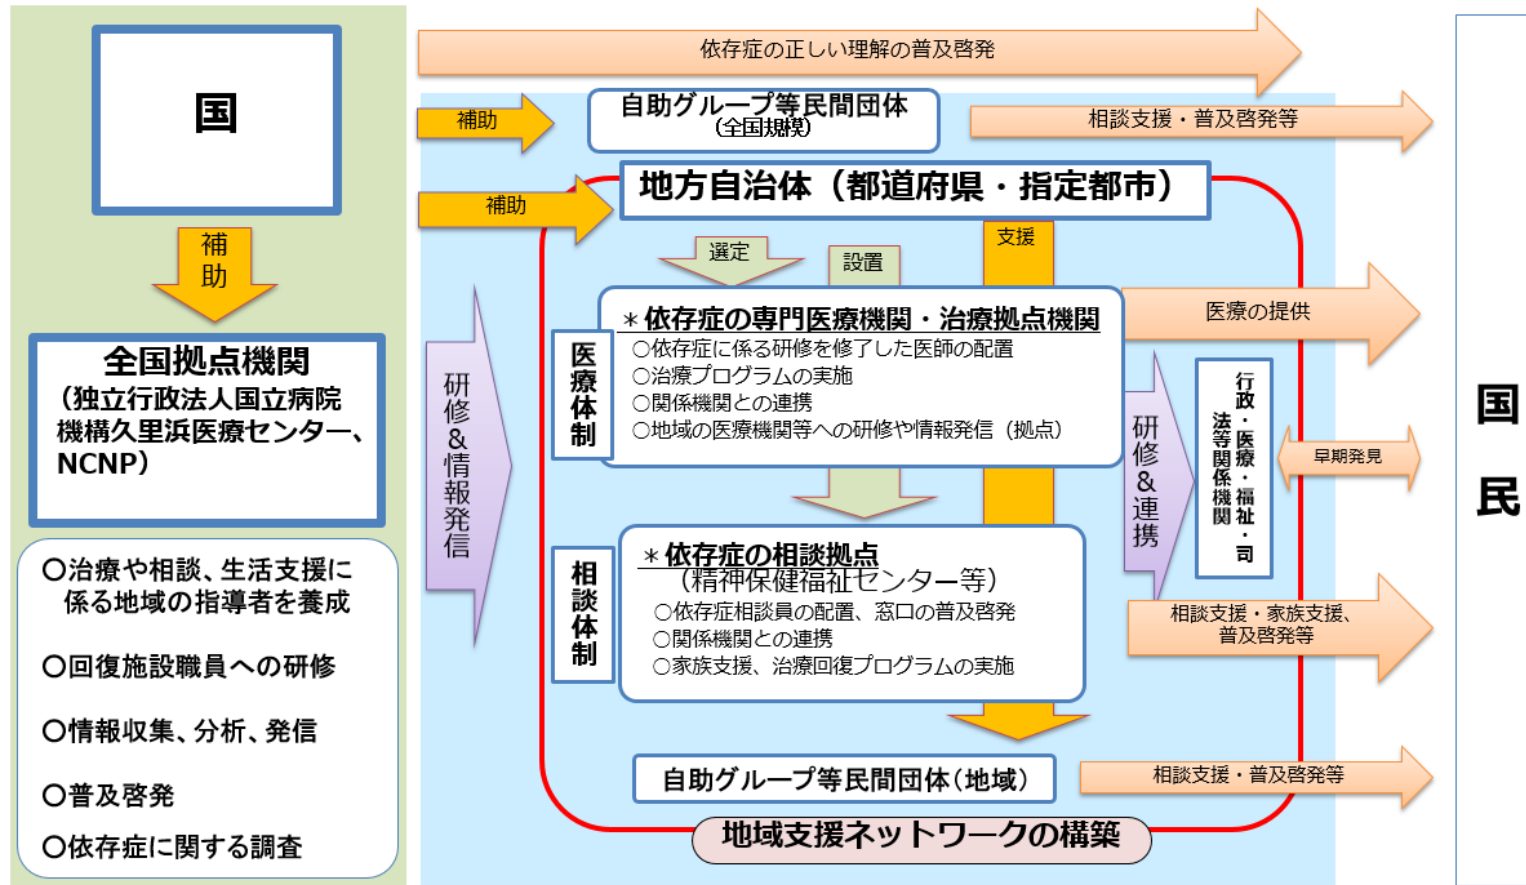 国
補
助
全国拠点機関
（独立行政法人国立病院
機構久里浜医療センター、
NCNP）
○治療や相談、生活支援に
係る地域の指導者を養成
○回復施設職員への研修
○情報収集、分析、発信
○普及啓発
○依存症に関する調査
依存症の正しい理解の普及啓発
補助
自助グループ等民間団体
（全国規模）
相談支援・普及啓発等
補助
地方自治体（都道府県・指定都市）
選定
設置
支援
研修&情報発信
医療体制
＊依存症の専門医療機関・治療拠点機関
○依存症に係る研修を修了した医師の配置
○治療プログラムの実施
○関係機関との連携
○地域の医療機関等への研修や情報発信（拠点）
医療の提供
研修&連携
行政・医療・福祉・司
法等関係機関
早期発見
相談体制
＊依存症の相談拠点
（精神保健福祉センター等）
○依存症相談員の配置、窓口の普及啓発
○関係機関との連携
○家族支援、治療回復プログラムの実施
相談支援・家族支援、
普及啓発等
自助グループ等民間団体（地域）
相談支援・普及啓発等
地域支援ネットワークの構築
国
民